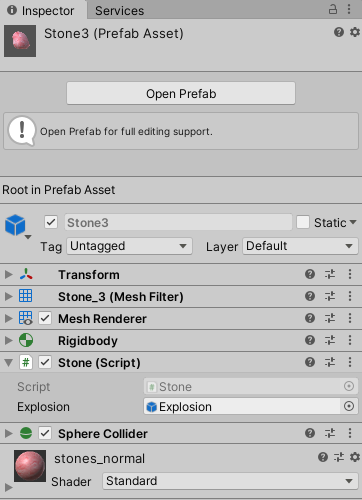 Inspector Services
Stone3 (Prefab Asset)
Open Prefab
Open Prefab for full editing support.
Root in Prefab Asset
Stone3 Static
Tag Untagged Layer Default
Transform
Stone_3 (Mesh Filter)
Mesh Renderer
Rigidbody
# Stone (Script)
Script # Stone
Explosion Explosion
Sphere Collider
stones_normal
Shader Standard